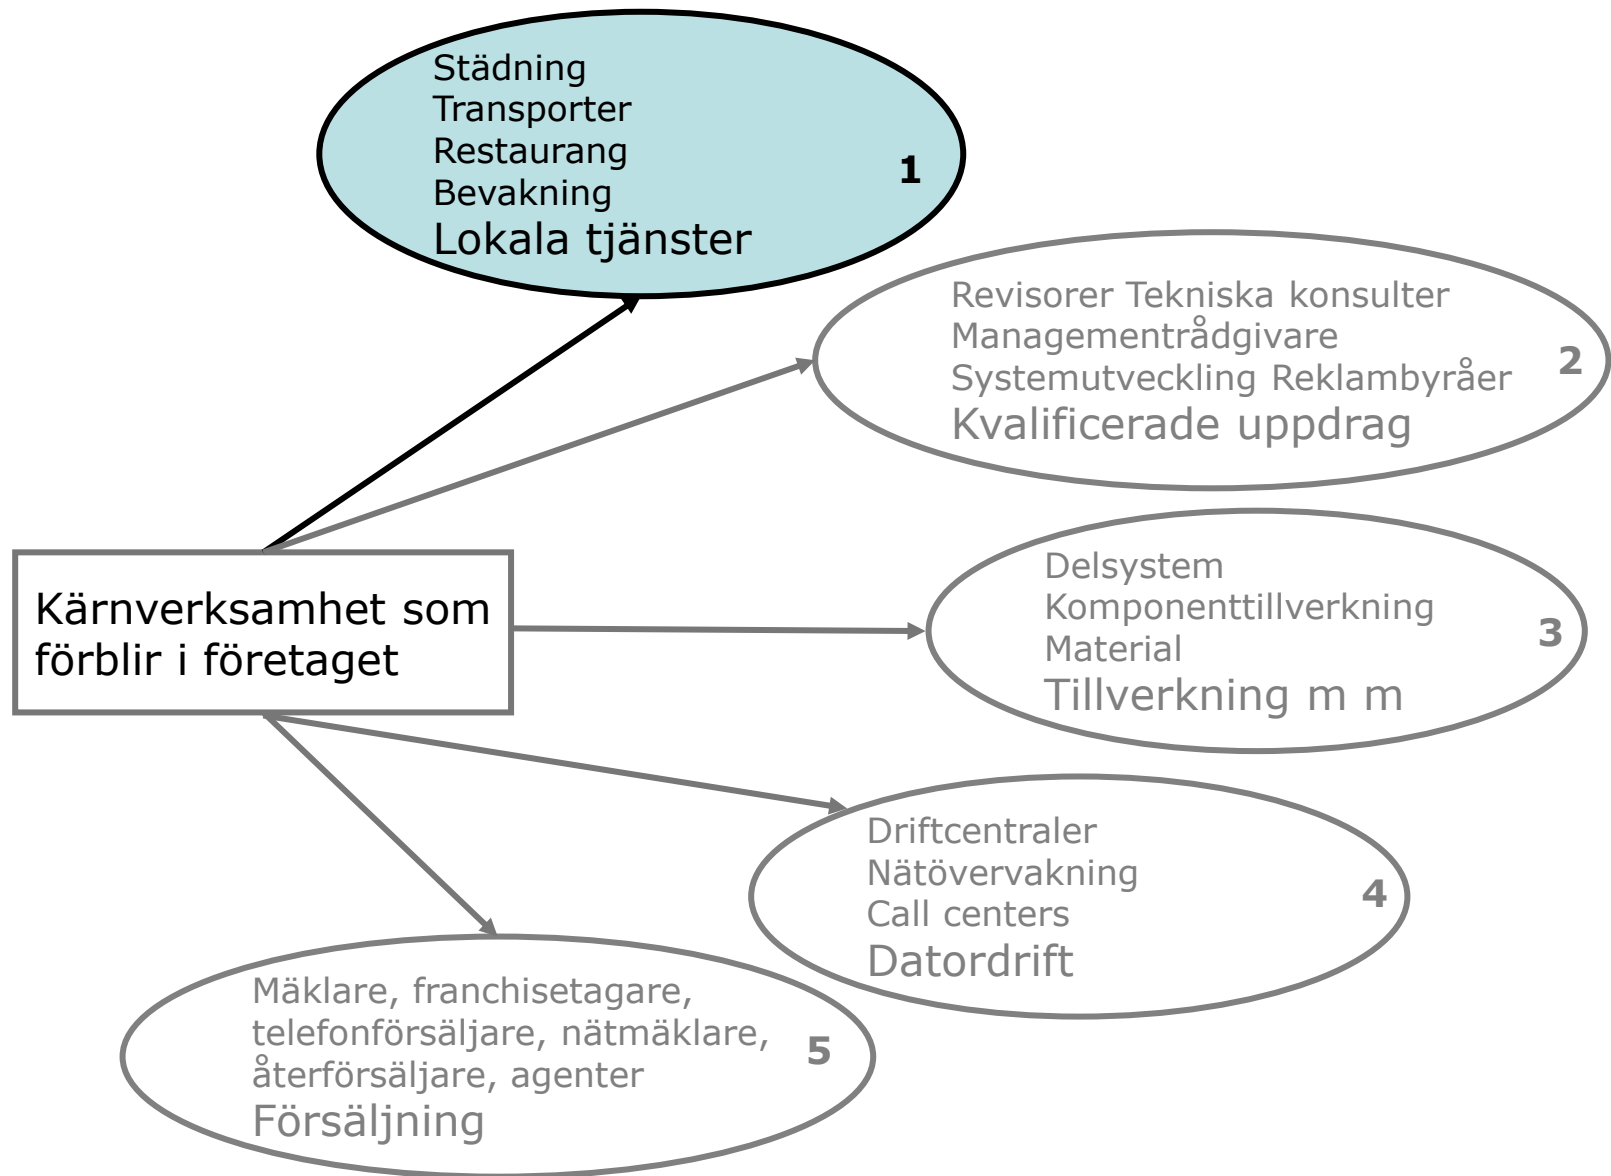 Städning
Transporter
Restaurang
Bevakning
Lokala tjänster
1
Revisorer Tekniska konsulter
Managementrådgivare
Systemutveckling Reklambyråer
Kvalificerade uppdrag
2
Kärnverksamhet som
förblir i företaget
Delsystem
Komponenttillverkning
Material
Tillverkning m m
3
Driftcentraler
Nätövervakning
Call centers
Datordrift
4
Mäklare, franchisetagare,
telefonförsäljare, nätmäklare,
återförsäljare, agenter
Försäljning
5